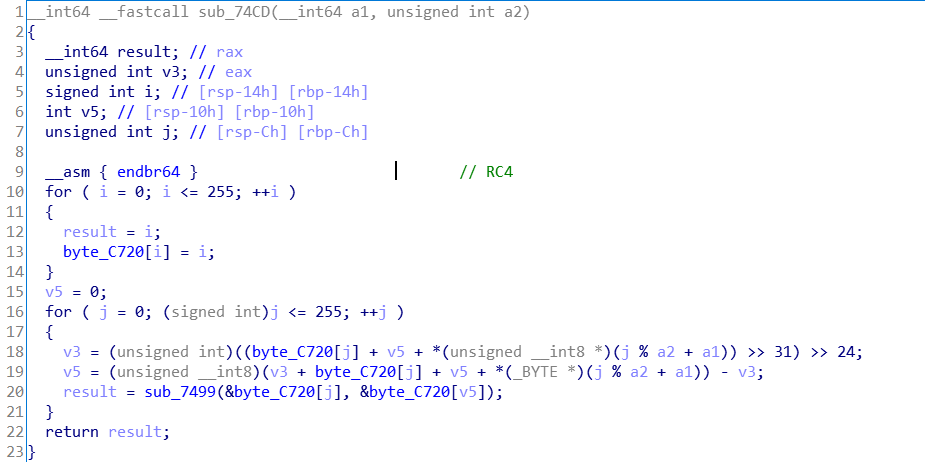 1 __int64 __fastcall sub_74CD(__int64 a1, unsigned int a2)
2 {
3   __int64 result; // rax
4   unsigned int v3; // eax
5   signed int i; // [rsp-14h] [rbp-14h]
6   int v5; // [rsp-10h] [rbp-10h]
7   unsigned int j; // [rsp-Ch] [rbp-Ch]
8
9   __asm { endbr64 }                          // RC4
10   for ( i = 0; i <= 255; ++i )
11   {
12     result = i;
13     byte_C720[i] = i;
14   }
15   v5 = 0;
16   for ( j = 0; (signed int)j <= 255; ++j )
17   {
18     v3 = (unsigned int)((byte_C720[j] + v5 + *(unsigned __int8 *)(j % a2 + a1)) >> 31) >> 24;
19     v5 = (unsigned __int8)(v3 + byte_C720[j] + v5 + *(_BYTE *)(j % a2 + a1)) - v3;
20     result = sub_7499(&byte_C720[j], &byte_C720[v5]);
21   }
22   return result;
23 }